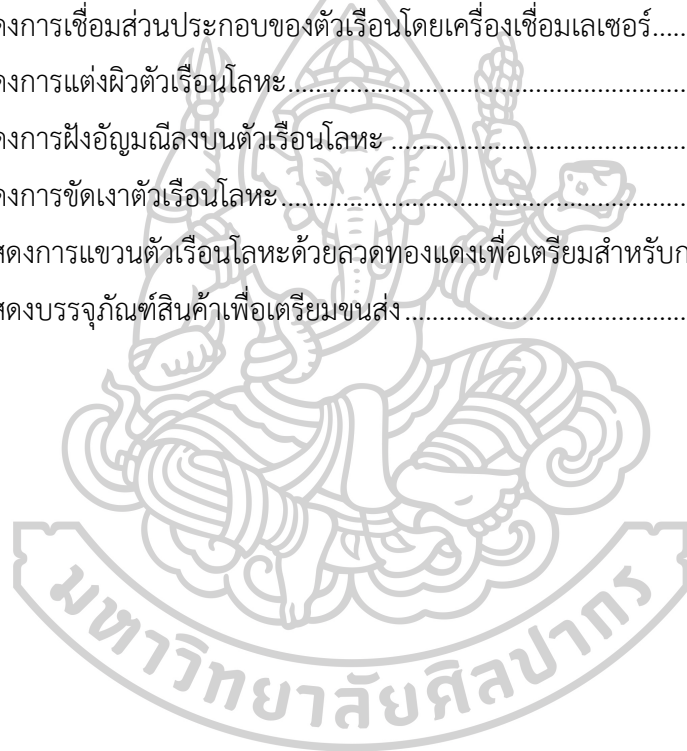 ดงการเชื่อมส่วนประกอบของตัวเรือนโดยเครื่องเชื่อมเลเซอร์.....
ดงการแต่งผิวตัวเรือนโลหะ..........................................................
ดงการฝังอัญมณีลงบนตัวเรือนโลหะ ...........................................
ดงการขัดเงาตัวเรือนโลหะ...........................................................
สดงการแขวนตัวเรือนโลหะด้วยลวดทองแดงเพื่อเตรียมสำหรับก
สดงบรรจุภัณฑ์สินค้าเพื่อเตรียมขนส่ง .........................................
มหาวิทยาลัยศิลปากร